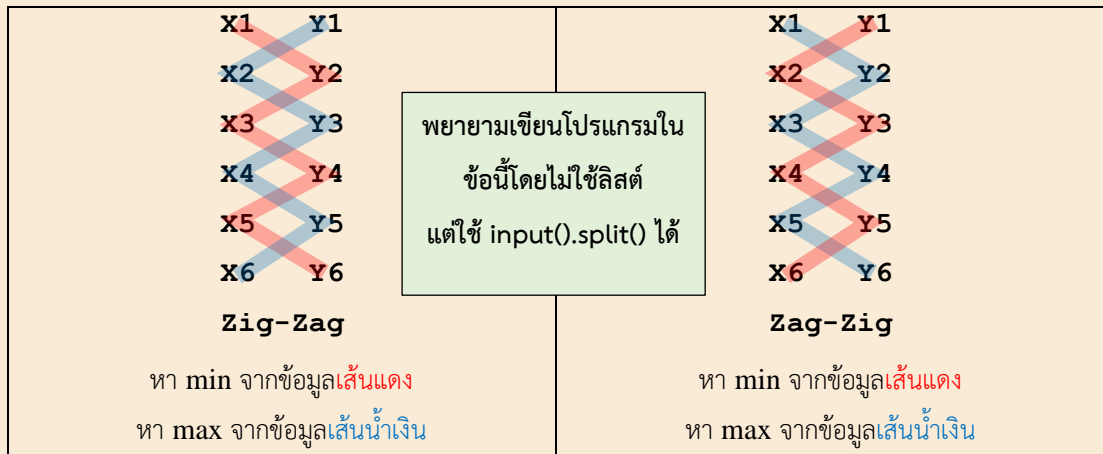 X1 Y1
X2 Y2
X3 Y3
X4 Y4
X5 Y5
X6 Y6
Zig-Zag
หา min จากข้อมูลเส้นแดง
หา max จากข้อมูลเส้นน้ำเงิน
พยายามเขียนโปรแกรมใน
ข้อนี้โดยไม่ใช้ลิสต์
แต่ใช้ input().split() ได้
X1 Y1
X2 Y2
X3 Y3
X4 Y4
X5 Y5
X6 Y6
Zag-Zig
หา min จากข้อมูลเส้นแดง
หา max จากข้อมูลเส้นน้ำเงิน